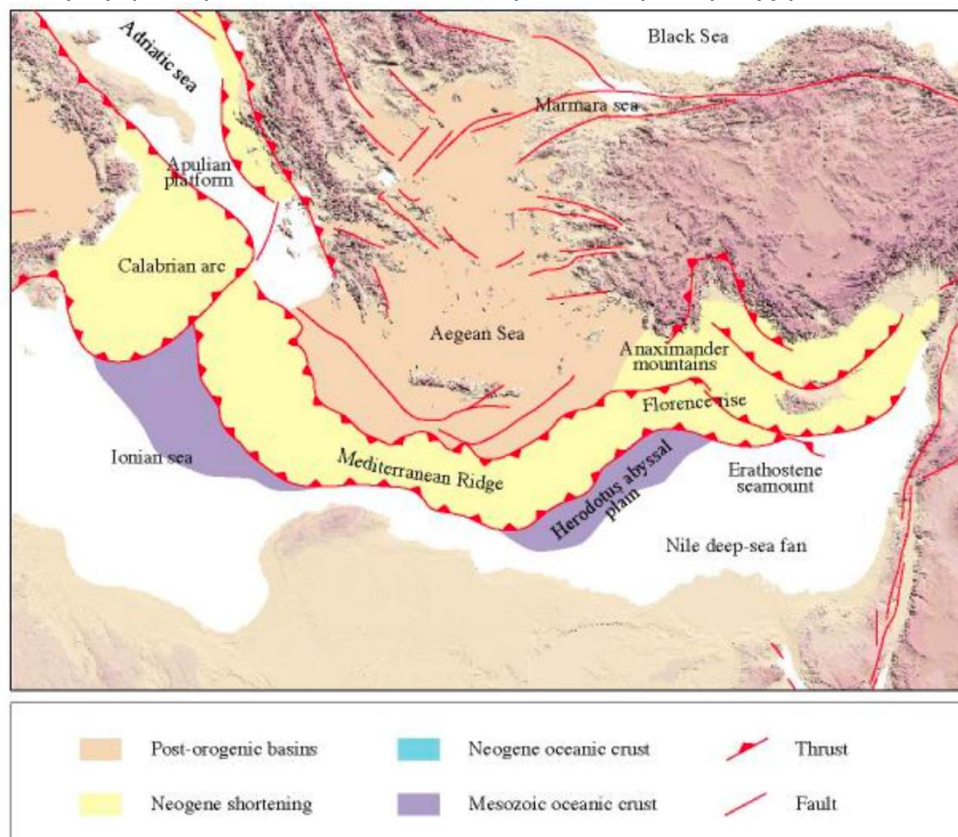 Black Sea
Adriatic sea
Marmara sea
Apulian
platform
Calabrian arc
Aegean Sea
Anaximander
mountains
Florence rise
Ionian sea
Mediterranean Ridge
Herodotus abyssal
plain
Erathostene
seamount
Nile deep-sea fan
Post-orogenic basins
Neogene oceanic crust
Thrust
Neogene shortening
Mesozoic oceanic crust
Fault